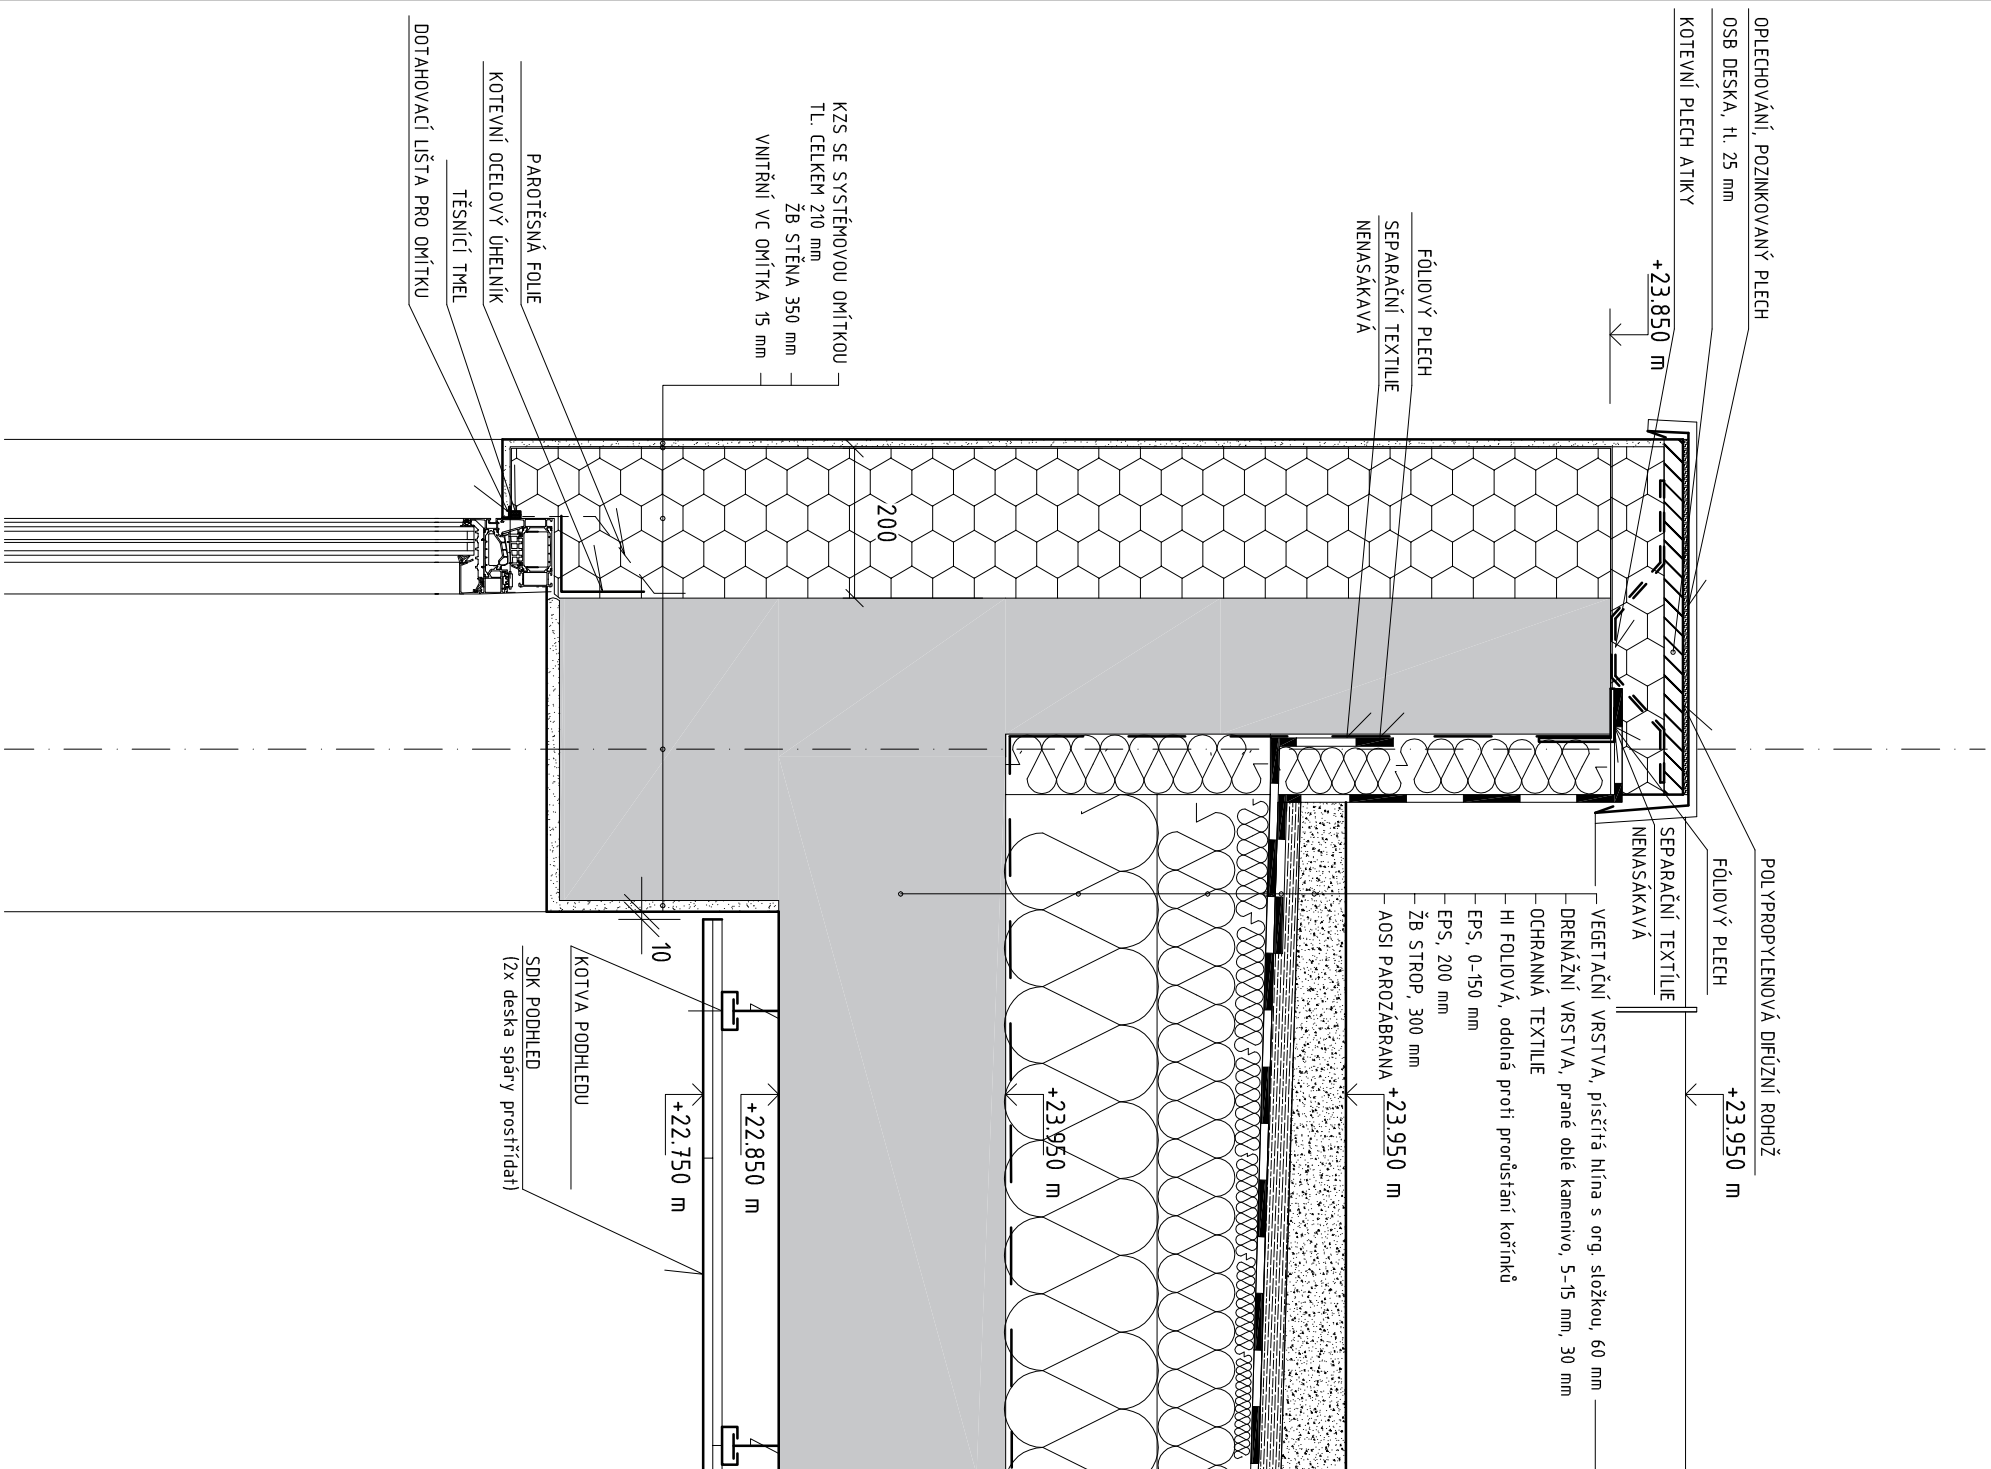 OPLECHOVÁNÍ, POZINKOVANÝ PLECH
OSB DESKA, tl. 25 mm
KOTEVNÍ PLECH ATIKY
+23.850 m
FÓLIOVÝ PLECH
SEPARAČNÍ TEXTILIE
NENASÁKAVÁ
KZS SE SYSTÉMOVOU OMÍTKOU
TL. CELKEM 210 mm
ŽB STĚNA 350 mm
VNITŘNÍ VC OMÍTKA 15 mm
PAROTĚSNÁ FOLIE
KOTEVNÍ OCELOVÝ ÚHELNÍK
TĚSNÍCÍ TMEL
DOTAHOVACÍ LIŠTA PRO OMÍTKU
200
POLYPROPYLENOVÁ DIFÚZNÍ ROHOŽ
FÓLIOVÝ PLECH
SEPARAČNÍ TEXTÍLIE
NENASÁKAVÁ
+23.950 m
VEGETAČNÍ VRSTVA, písčítá hlína s org. složkou, 60 mm
DRENÁŽNÍ VRSTVA, prané oblé kamenivo, 5-15 mm, 30 mm
OCHRANNÁ TEXTILIE
HI FOLIOVÁ, odolná proti prorůstání kořínků
EPS, 0-150 mm
EPS, 200 mm
ŽB STROP, 300 mm
AOSI PAROZÁBRANA
+23.950 m
+23.950 m
+22.850 m
+22.750 m
10
KOTVA PODHLEDU
SDK PODHLED
(2x deska spáry prostřídat)